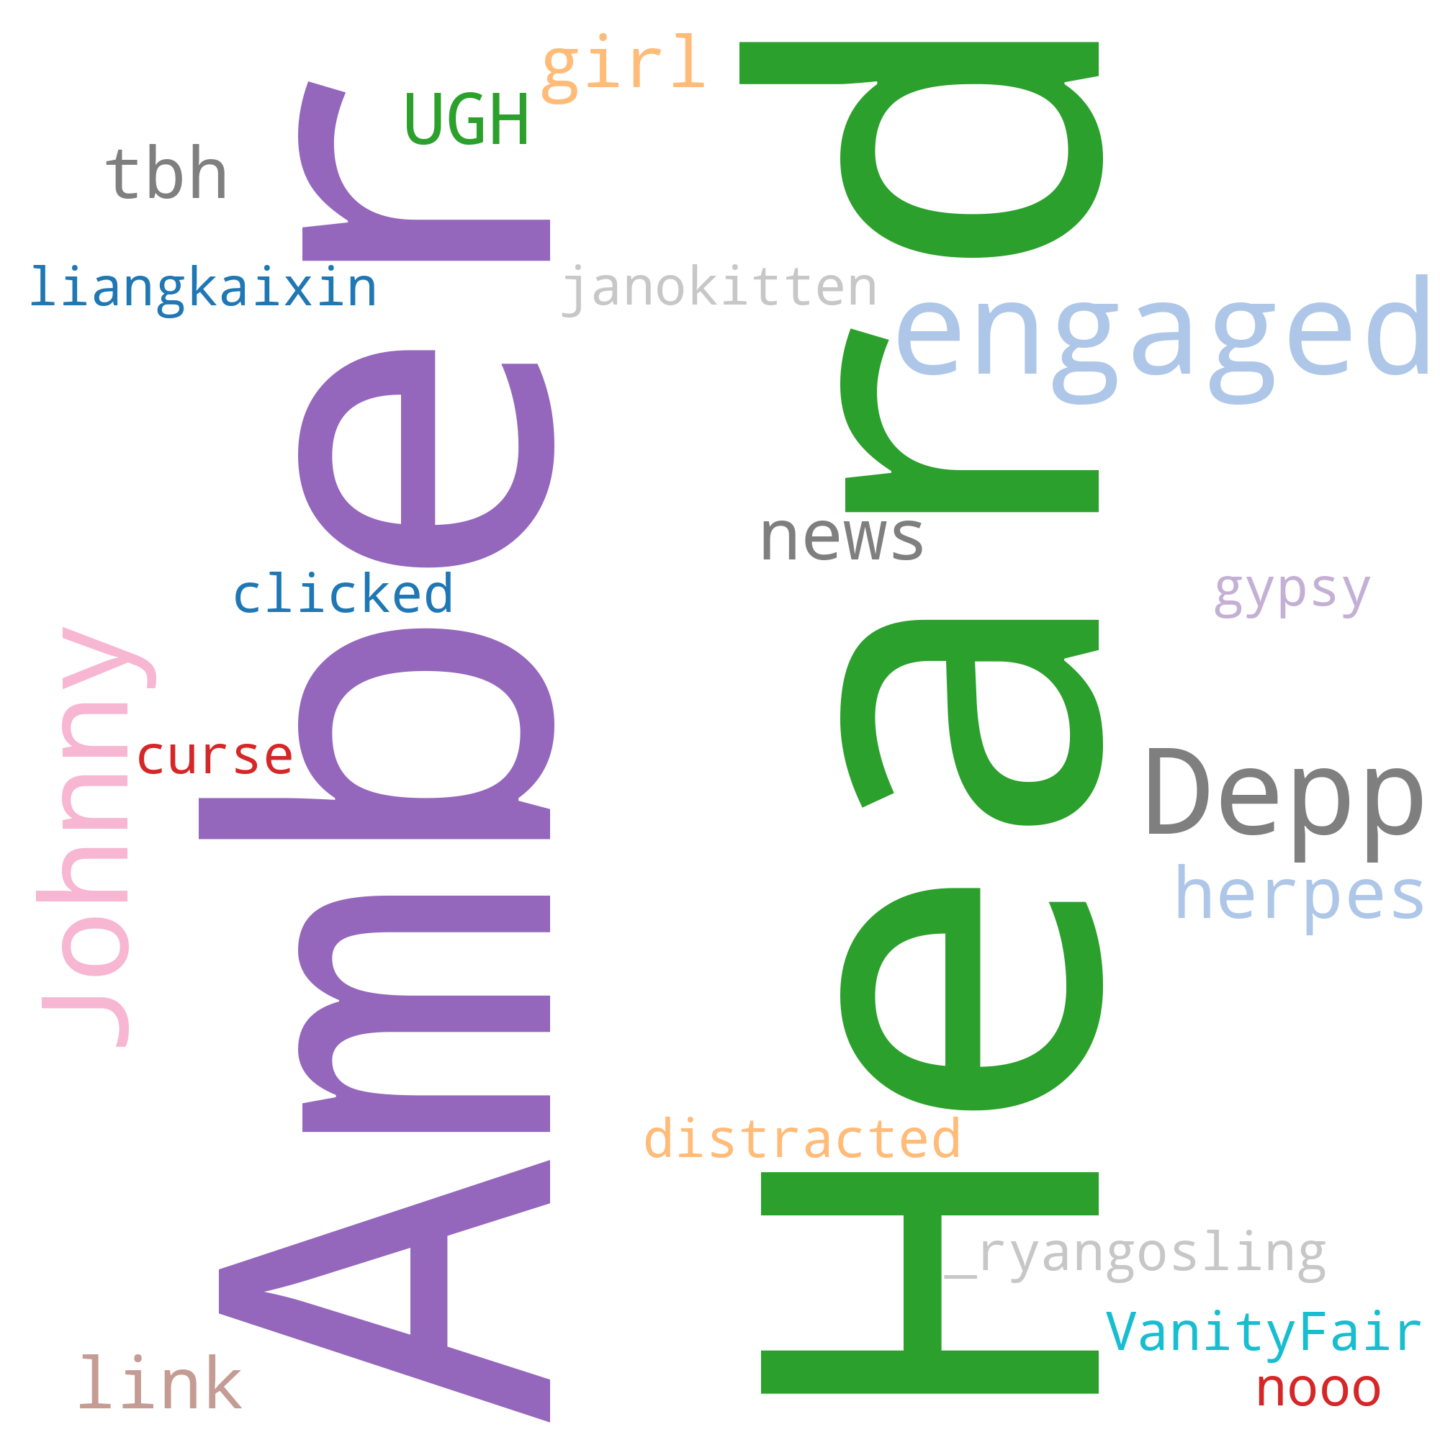 girl
UGH
tbh
liangkaixin
janokitten
engaged
Amber
Heard
news
clicked
gypsy
Johnny
curse
Depp
herpes
distracted
_ryangosling
VanityFair
link
nooo